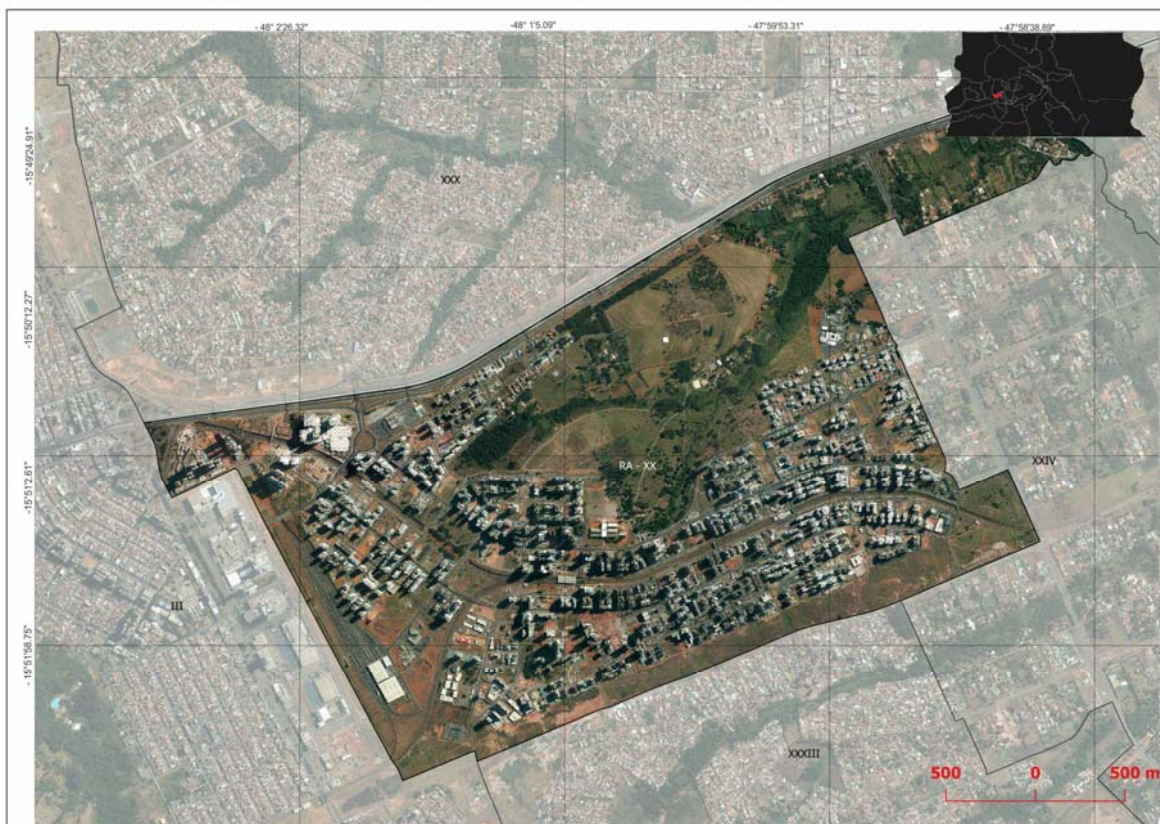 - 48° 2'26.32"
- 48° 1'5.09"
- 47°59'53.31"
- 47°58'38.89"
-15°49'24.91"
XXX
-15°50'12.27"
RA - XX
XXIV
-15°51'2.61"
III
- 15°51'58.75"
XXXIII
500 0 500 m